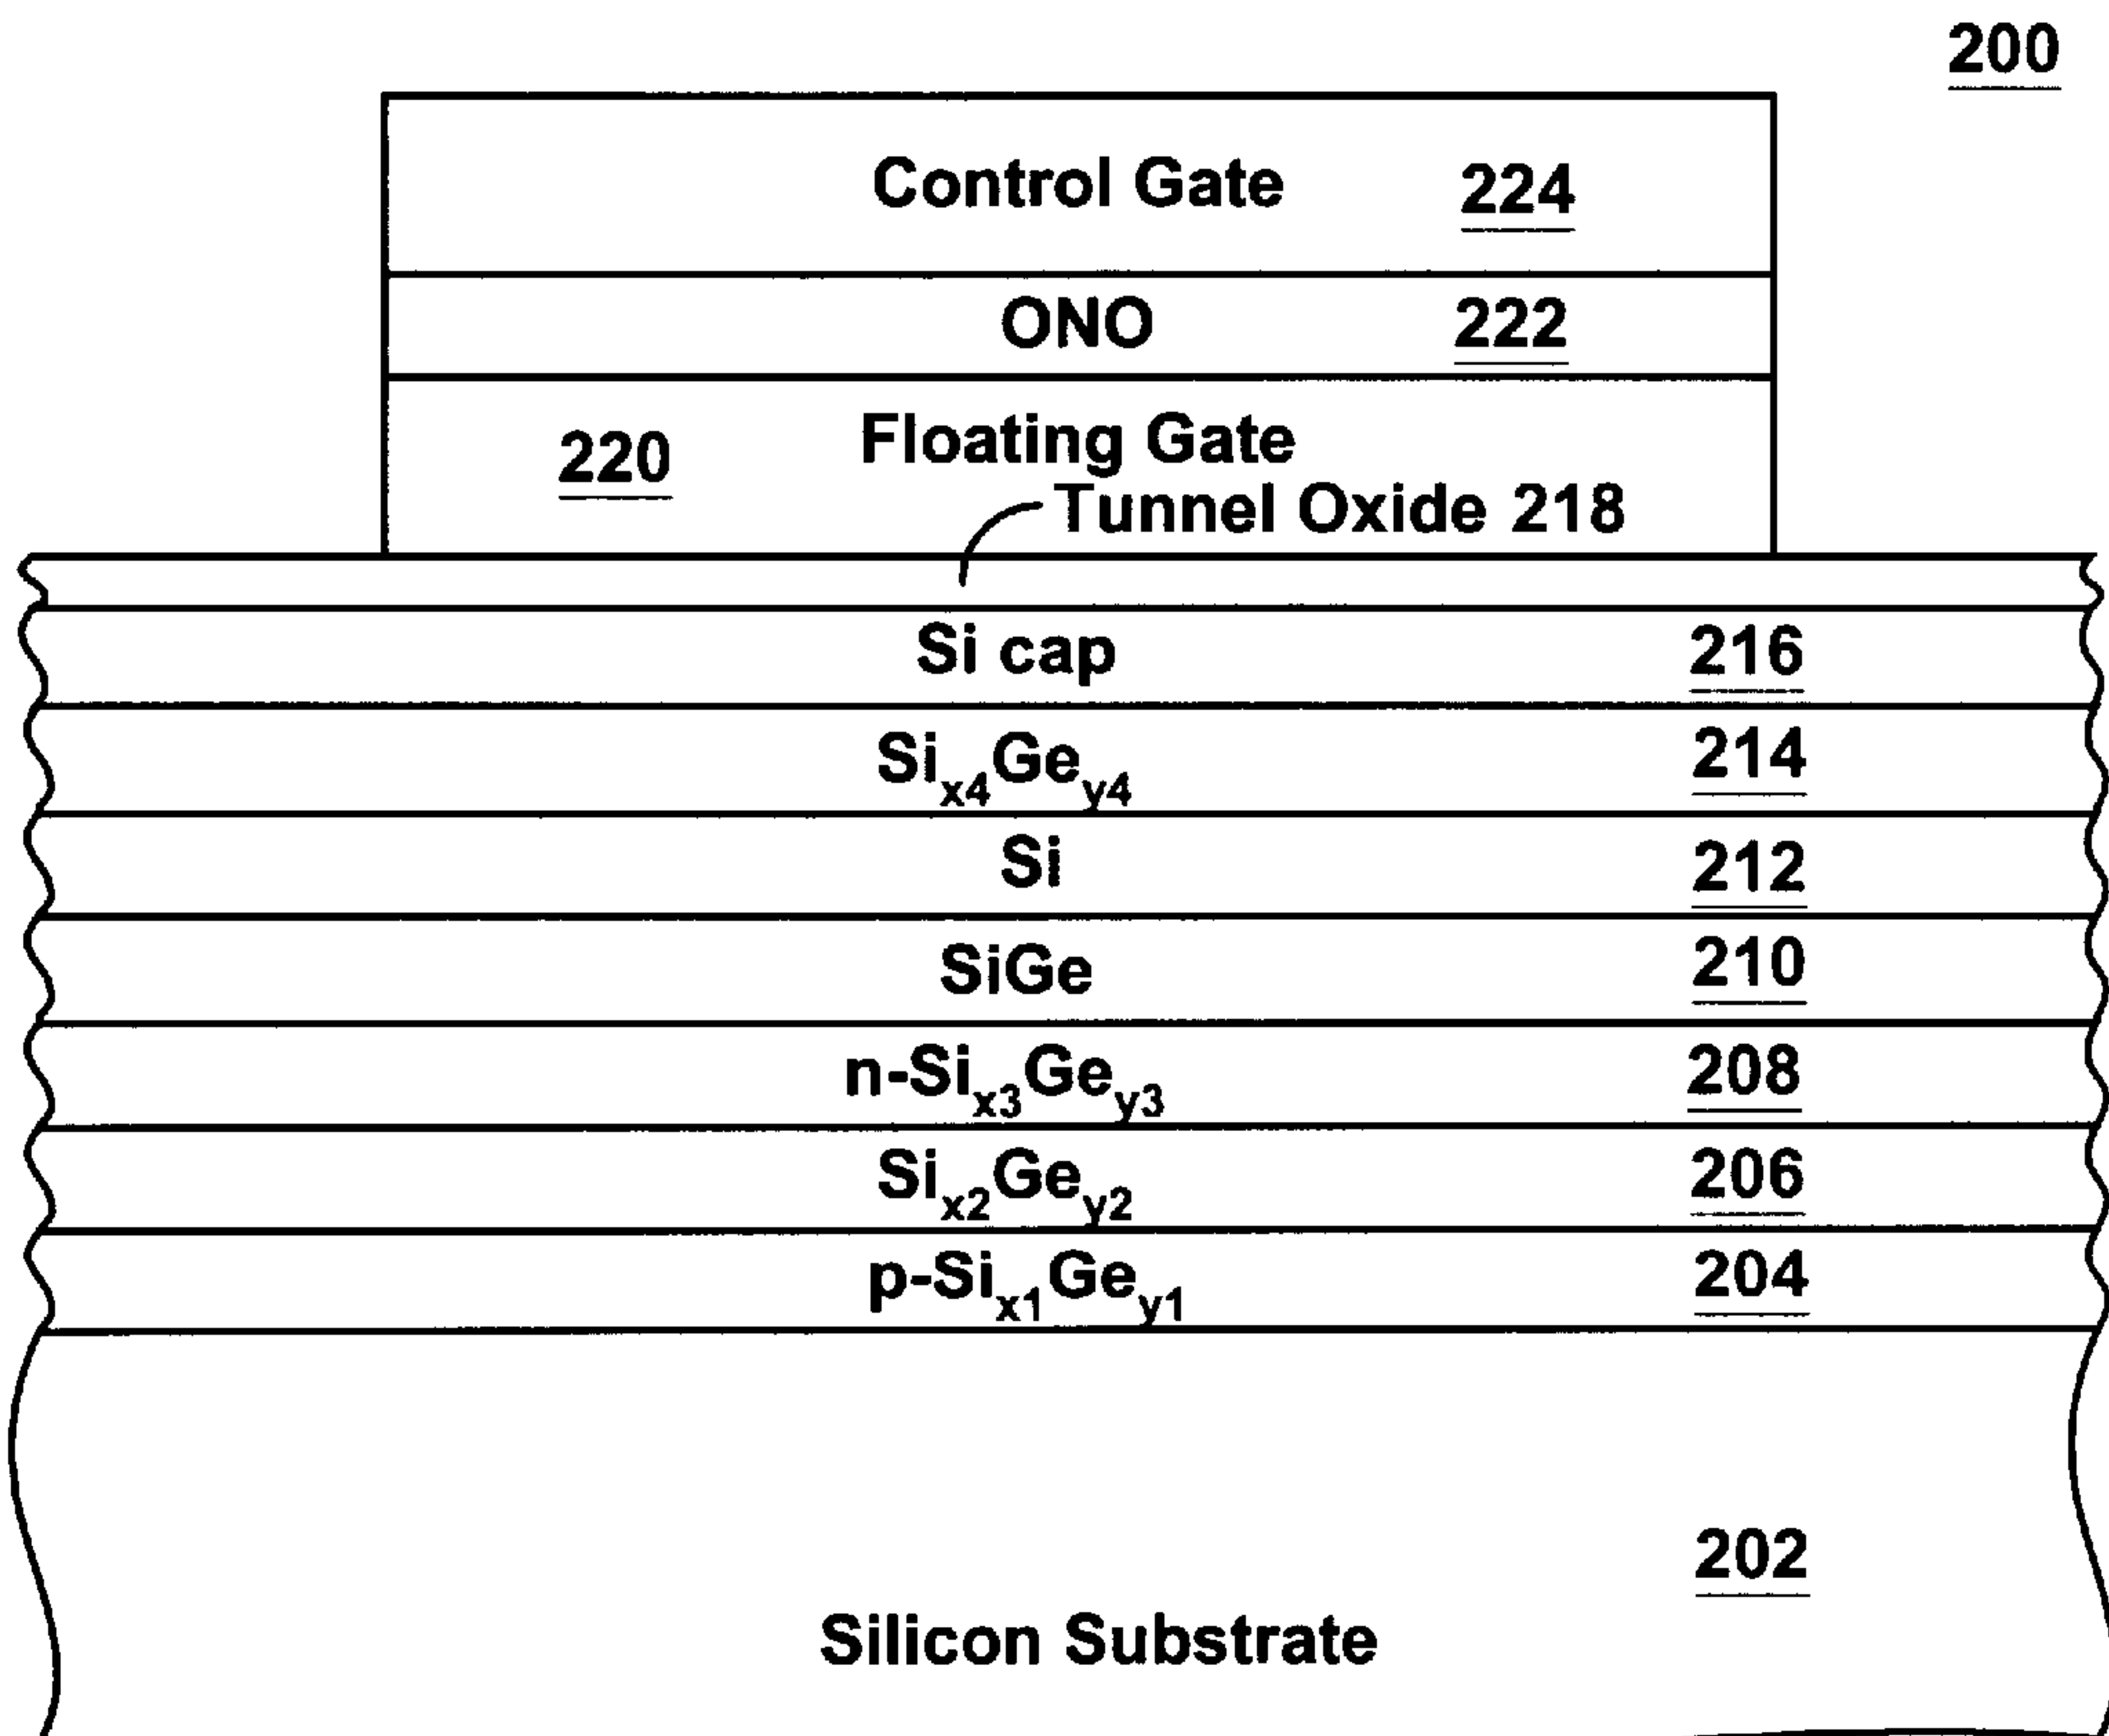 200
Control Gate 224
ONO 222
220 Floating Gate
Tunnel Oxide 218
Si cap 216
Six4Gey4 214
Si 212
SiGe 210
n-Six3Gey3 208
Six2Gey2 206
p-Six1Gey1 204
202
Silicon Substrate